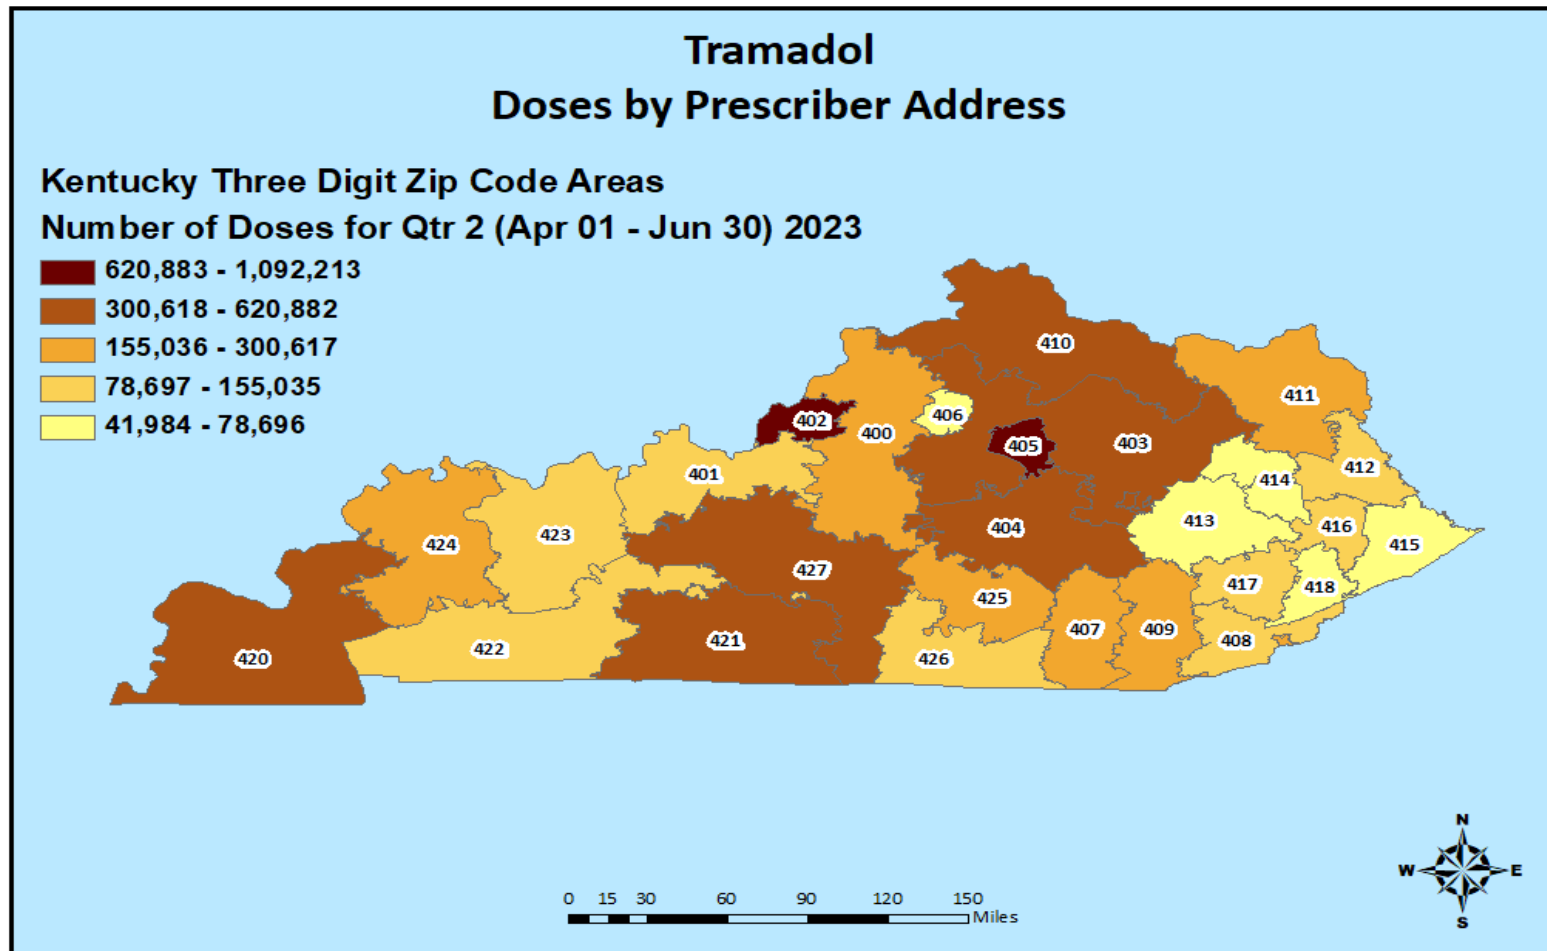 Tramadol
Doses by Prescriber Address
Kentucky Three Digit Zip Code Areas
Number of Doses for Qtr 2 (Apr 01 - Jun 30) 2023
620,883 - 1,092,213
300,618 - 620,882
155,036 - 300,617
78,697 - 155,035
41,984 - 78,696
410
411
406
402
400
405
403
401
412
414
424
423
404
413
416
415
427
425
417
418
407
409
408
420
422
421
426
N
W E
S
0 15 30 60 90 120 150
Miles